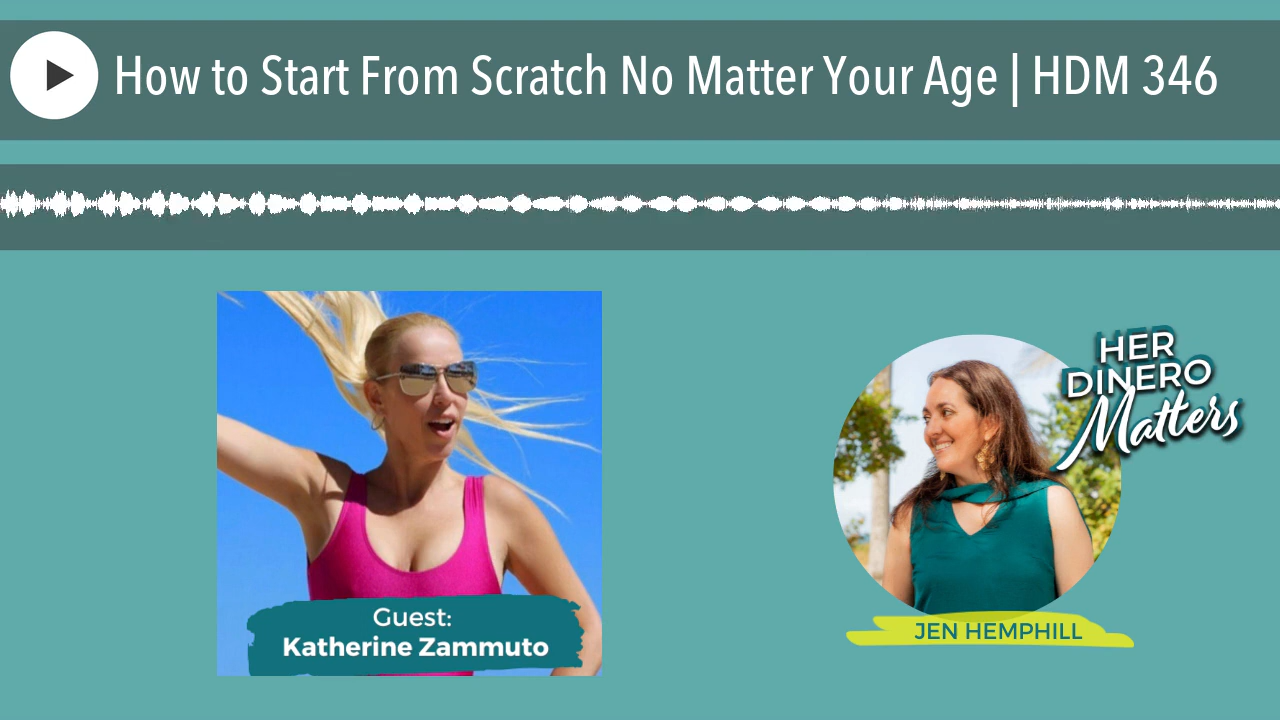 How to Start From Scratch No Matter Your Age | HDM 346
HER
DINERO
Matters
Guest:
Katherine Zammuto
JEN HEMPHILL